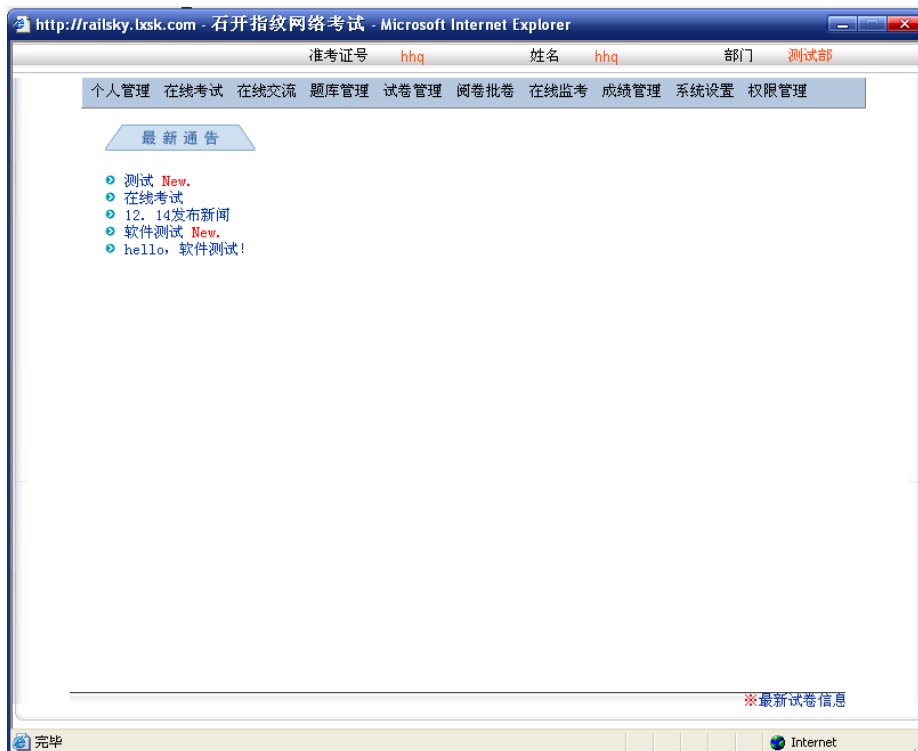 http://railsky.lxsk.com - 石开指纹网络考试 - Microsoft Internet Explorer
准考证号 hhq 姓名 hhq 部门 测试部
个人管理 在线考试 在线交流 题库管理 试卷管理 阅卷批卷 在线监考 成绩管理 系统设置 权限管理
最新通告
测试 New.
在线考试
12. 14发布新闻
软件测试 New.
hello，软件测试！
※最新试卷信息
完毕 Internet